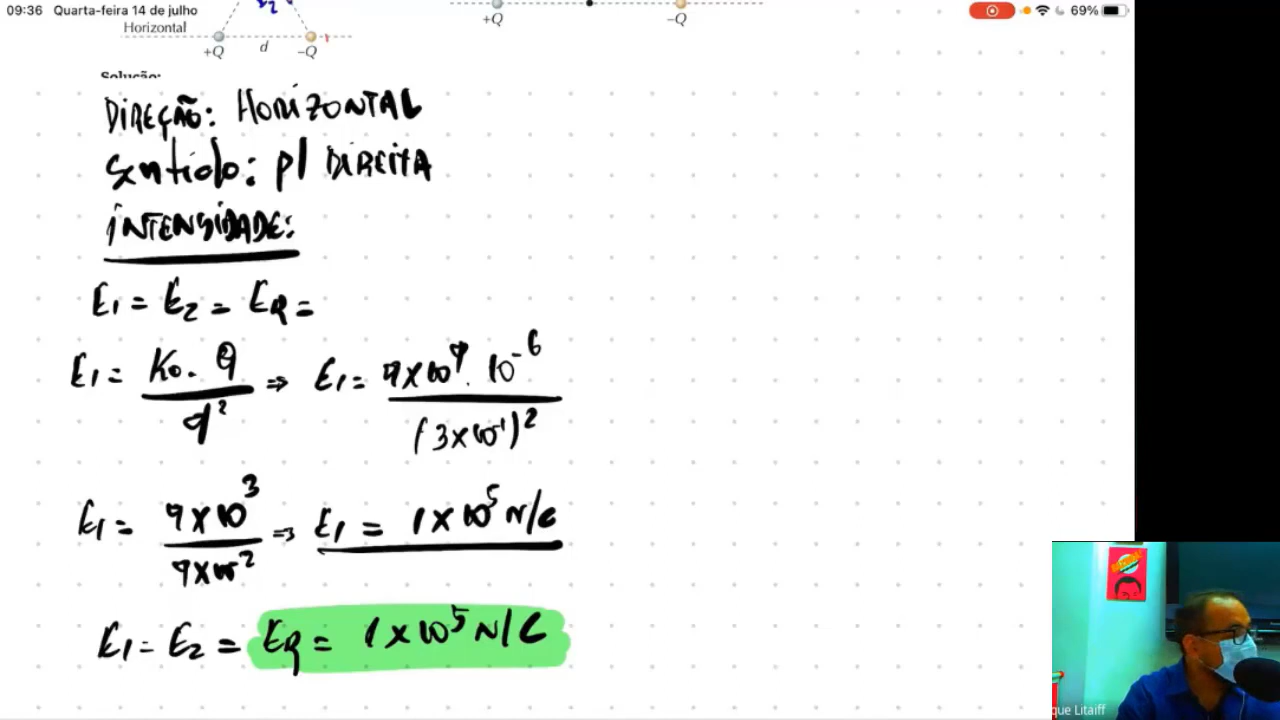 09:36 Quarta-feira 14 de julho
69%
Horizontal
+Q d –Q
+Q –Q
Solução:
DIREÇÃO: HORIZONTAL
Sentido: p/ DIREITA
INTENSIDADE:
E1 = E2 = ER =
E1 = Ko. Q / d² ⇒ E1 = 9x10⁹. 10⁻⁶ / (3x10⁻¹)²
E1 = 9x10³ / 9x10⁻² ⇒ E1 = 1x10⁵ N/C
E1 = E2 = ER = 1x10⁵ N/C
que Litaiff